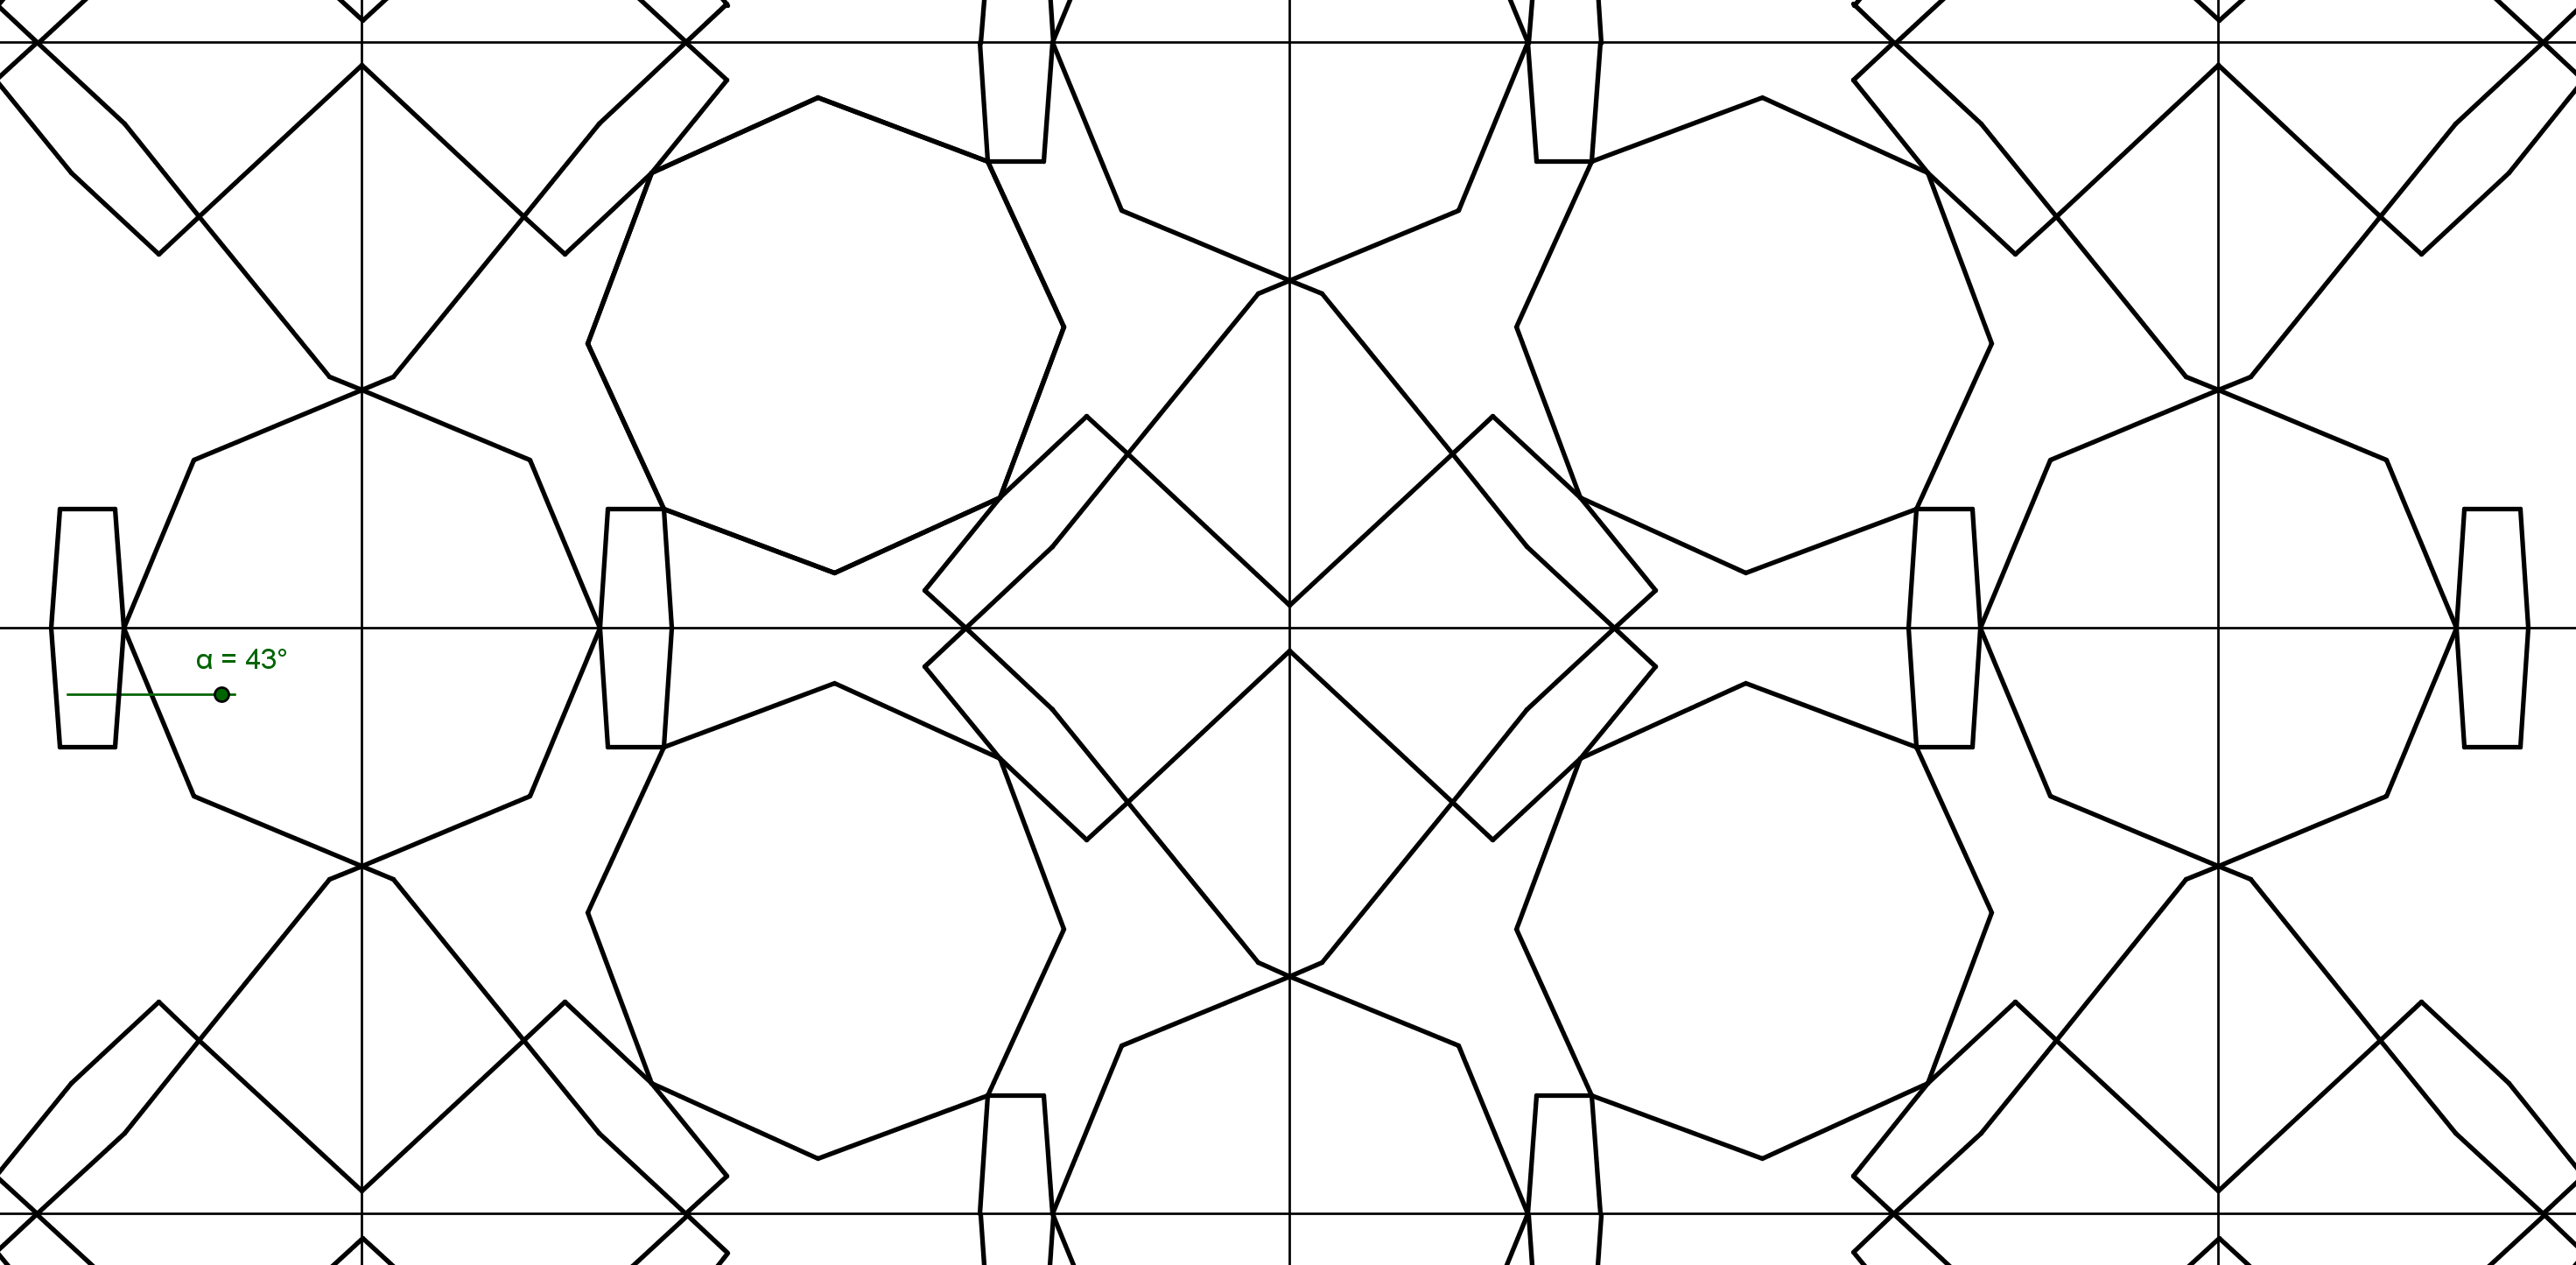 α = 43°